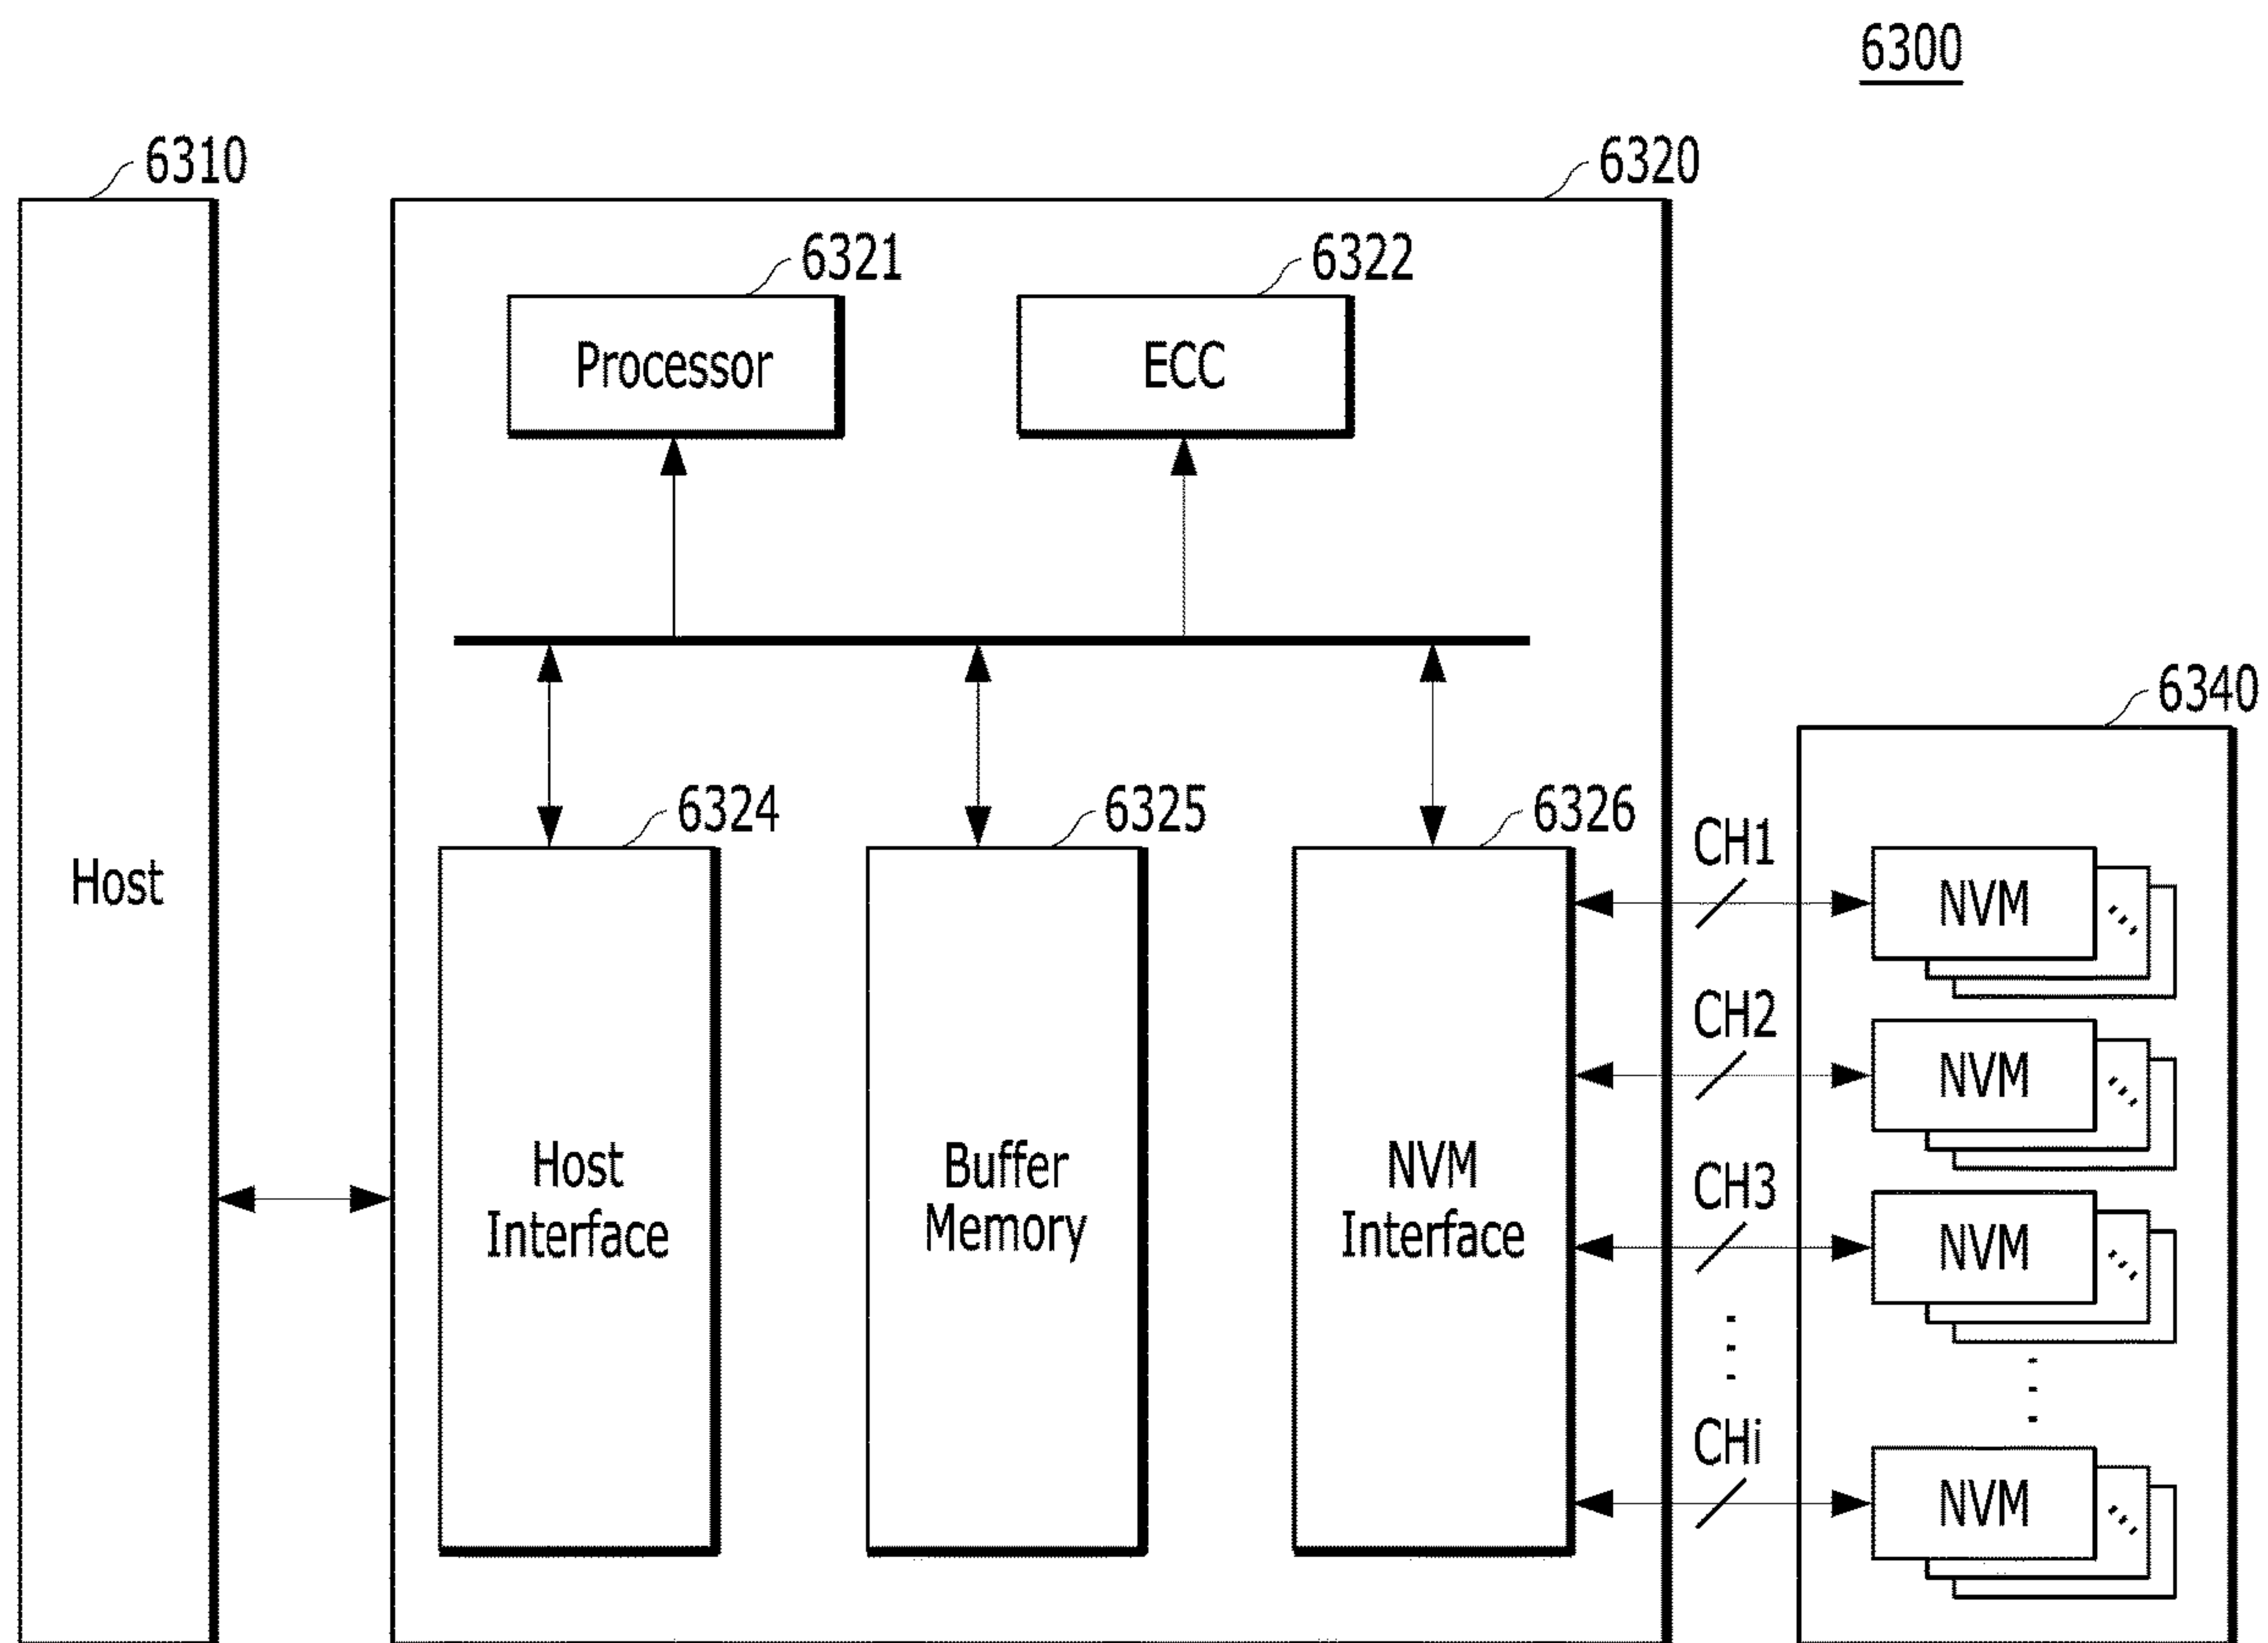 6300
6310
6320
6321
6322
Processor
ECC
6340
6324
6325
6326
CH1
Host
NVM
CH2
NVM
Host
Interface
Buffer
Memory
NVM
Interface
CH3
NVM
CHi
NVM